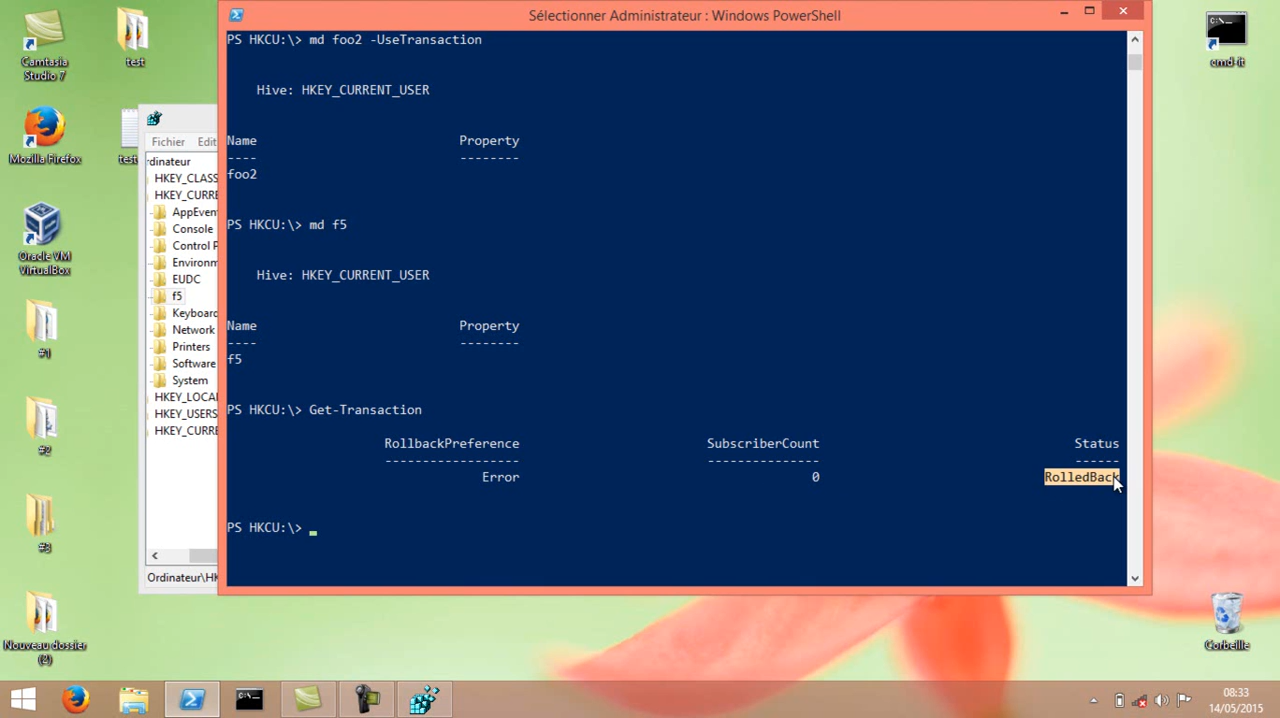 Camtasia
Studio 7
test
Mozilla Firefox
Oracle VM
VirtualBox
#1
#2
#3
Nouveau dossier
(2)
test
Fichier Edit
rdinateur
HKEY_CLASS
HKEY_CURRE
AppEven
Console
Control P
Environm
EUDC
f5
Keyboard
Network
Printers
Software
System
HKEY_LOCAL
HKEY_USERS
HKEY_CURRE
Ordinateur\HK
Sélectionner Administrateur : Windows PowerShell
PS HKCU:\> md foo2 -UseTransaction
Hive: HKEY_CURRENT_USER
Name Property
---- --------
foo2
PS HKCU:\> md f5
Hive: HKEY_CURRENT_USER
Name Property
---- --------
f5
PS HKCU:\> Get-Transaction
RollbackPreference SubscriberCount Status
------------------ --------------- ------
Error 0 RolledBack
PS HKCU:\>
cmd-it
Corbeille
08:33
14/05/2015